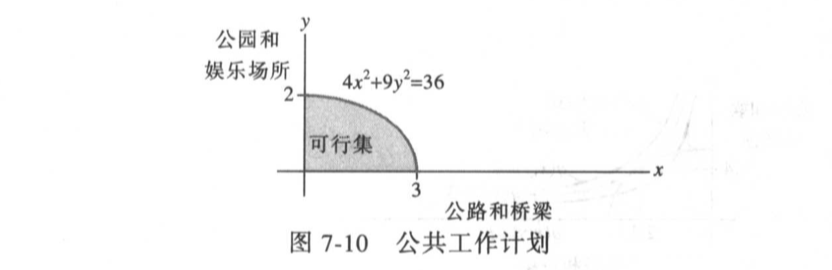 y
公园和
娱乐场所
4x²+9y²=36
2
可行集
x
3
公路和桥梁
图 7-10 公共工作计划